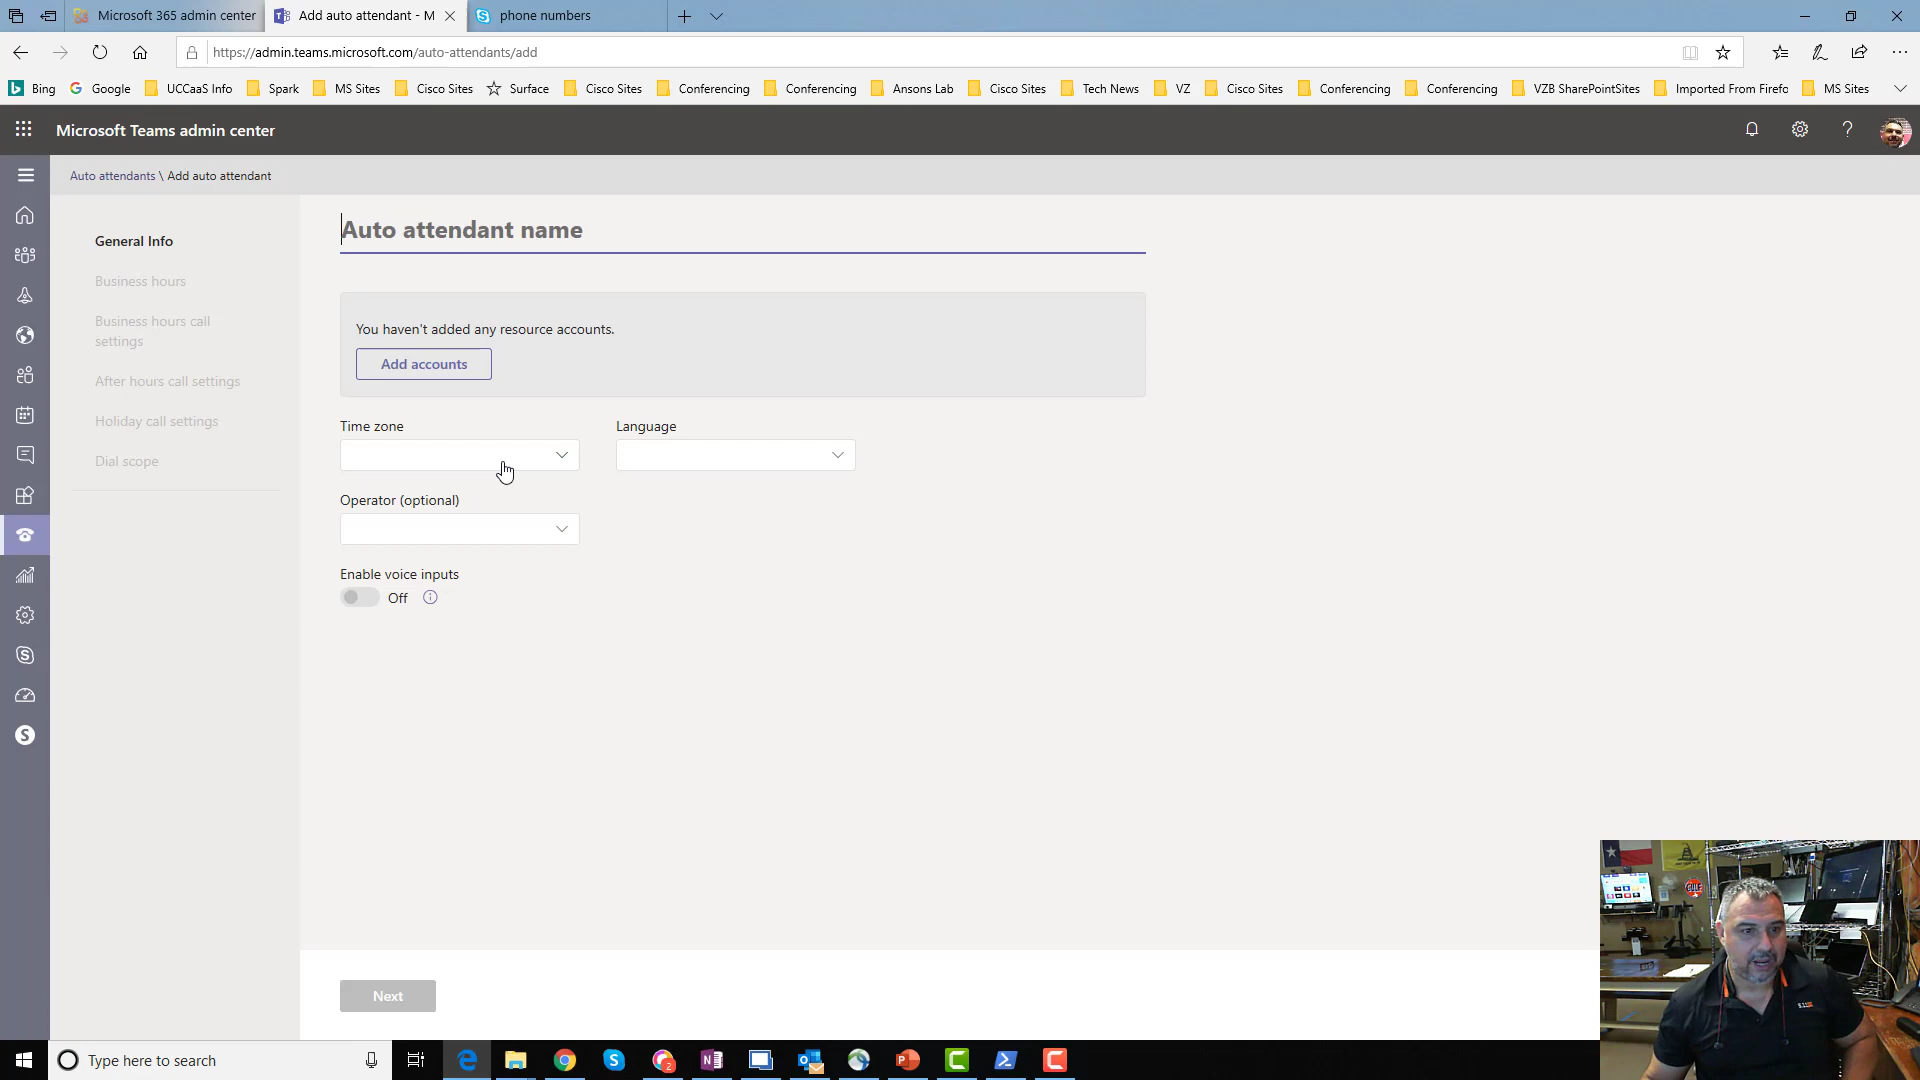 Microsoft 365 admin center
Add auto attendant - M
phone numbers
https://admin.teams.microsoft.com/auto-attendants/add
Bing
Google
UCCaaS Info
Spark
MS Sites
Cisco Sites
Surface
Cisco Sites
Conferencing
Conferencing
Ansons Lab
Cisco Sites
Tech News
VZ
Cisco Sites
Conferencing
Conferencing
VZB SharePointSites
Imported From Firefo
MS Sites
Microsoft Teams admin center
Auto attendants \ Add auto attendant
General Info
Business hours
Business hours call
settings
After hours call settings
Holiday call settings
Dial scope
Auto attendant name
You haven't added any resource accounts.
Add accounts
Time zone
Language
Operator (optional)
Enable voice inputs
Off
Next
Type here to search